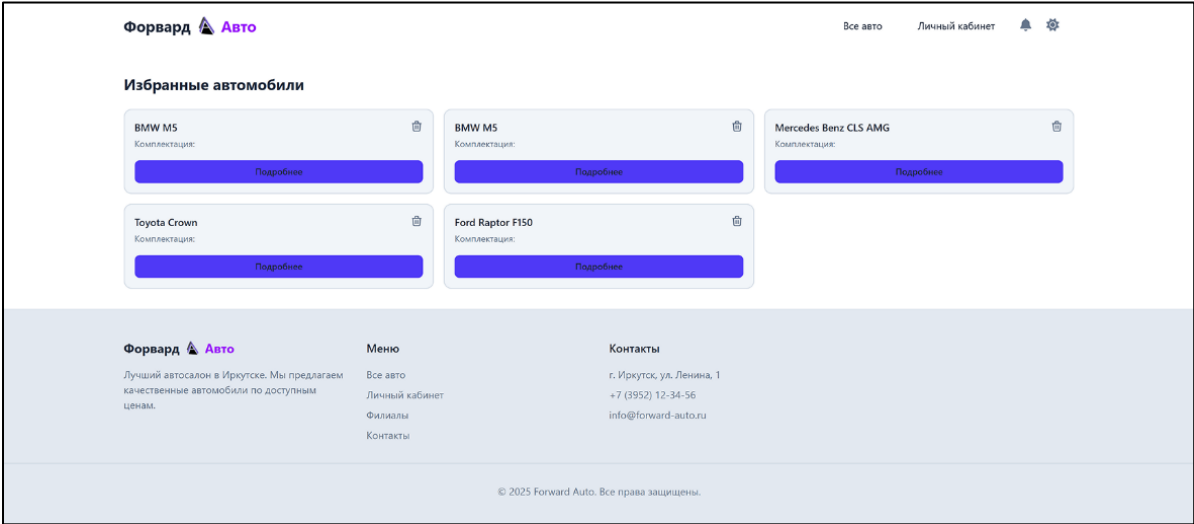 Форвард Авто
Все авто Личный кабинет
Избранные автомобили
BMW M5
Комплектация:
Подробнее
BMW M5
Комплектация:
Подробнее
Mercedes Benz CLS AMG
Комплектация:
Подробнее
Toyota Crown
Комплектация:
Подробнее
Ford Raptor F150
Комплектация:
Подробнее
Форвард Авто
Лучший автосалон в Иркутске. Мы предлагаем
качественные автомобили по доступным
ценам.
Меню
Все авто
Личный кабинет
Филиалы
Контакты
Контакты
г. Иркутск, ул. Ленина, 1
+7 (3952) 12-34-56
info@forward-auto.ru
© 2025 Forward Auto. Все права защищены.